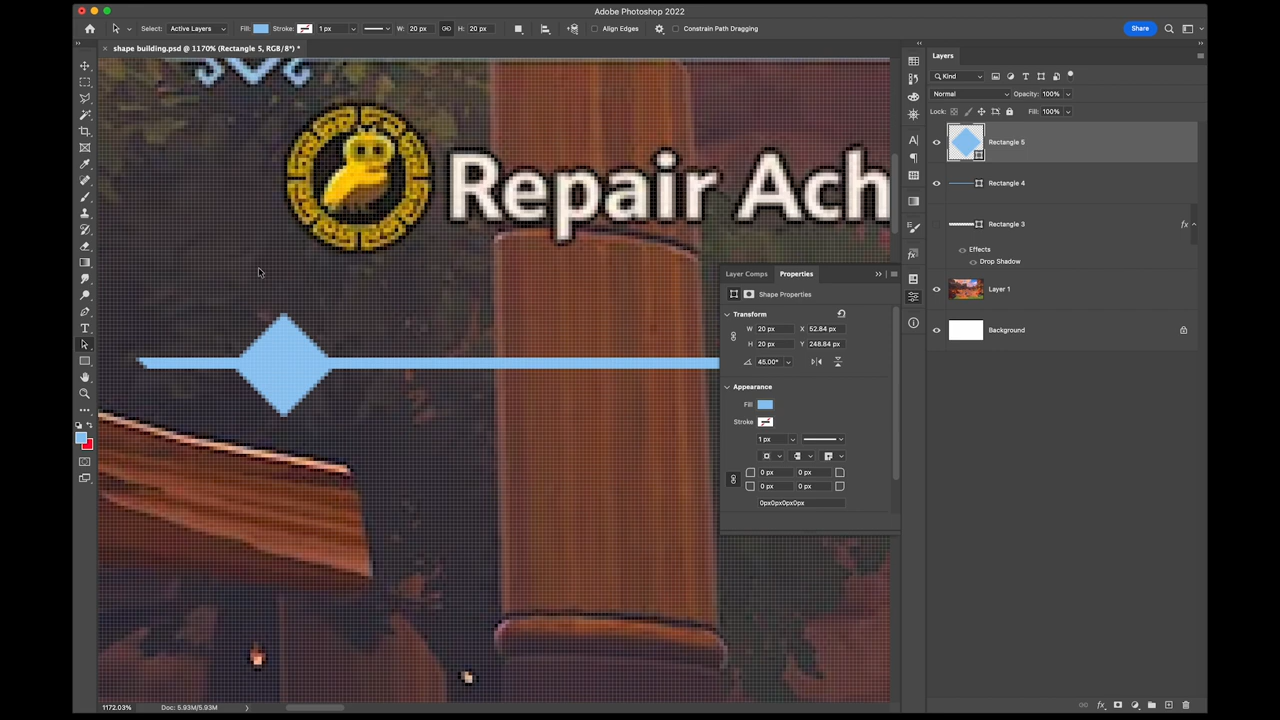 Adobe Photoshop 2022
Select: Active Layers Fill: Stroke: 1 px W: 20 px H: 20 px Align Edges Constrain Path Dragging Share
shape building.psd @ 1170% (Rectangle 5, RGB/8*) *
Layers
Kind
Normal Opacity: 100%
Lock: Fill: 100%
Rectangle 5
Repair Ach
Rectangle 4
Rectangle 3 fx
Effects
Drop Shadow
Layer Comps Properties
Layer 1
Shape Properties
Transform
W 20 px X 52.84 px
Background
H 20 px Y 248.84 px
45.00°
Appearance
Fill
Stroke
1 px
0 px 0 px
0 px 0 px
0px0px0px0px
1172.03% Doc: 5.93M/5.93M